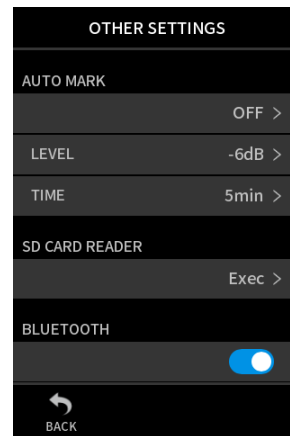 OTHER SETTINGS
AUTO MARK
OFF >
LEVEL -6dB >
TIME 5min >
SD CARD READER
Exec >
BLUETOOTH
BACK